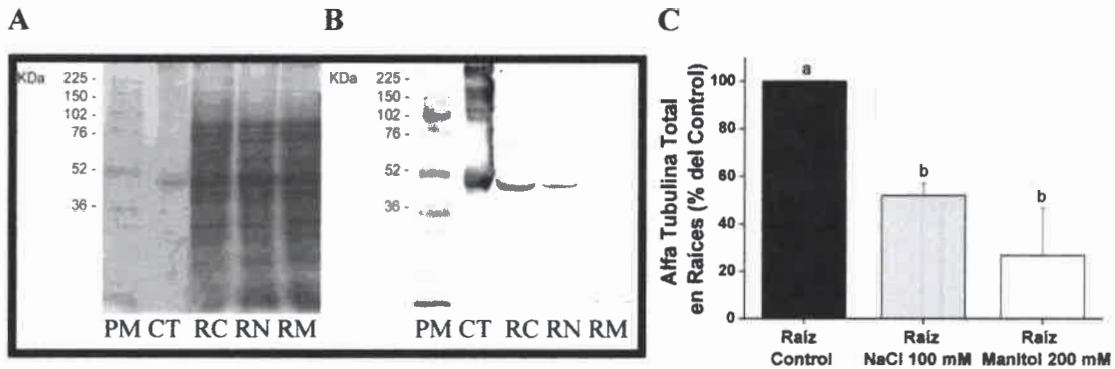 A
B
C
KDa
225 -
150 -
102 -
76 -
52 -
36 -
PM CT RC RN RM
KDa
225 -
150 -
102 -
76 -
52 -
36 -
PM CT RC RN RM
Alfa Tubulina Total
en Raíces (% del Control)
100
80
60
40
20
0
a
b
b
Raíz
Control
Raíz
NaCl 100 mM
Raíz
Manitol 200 mM